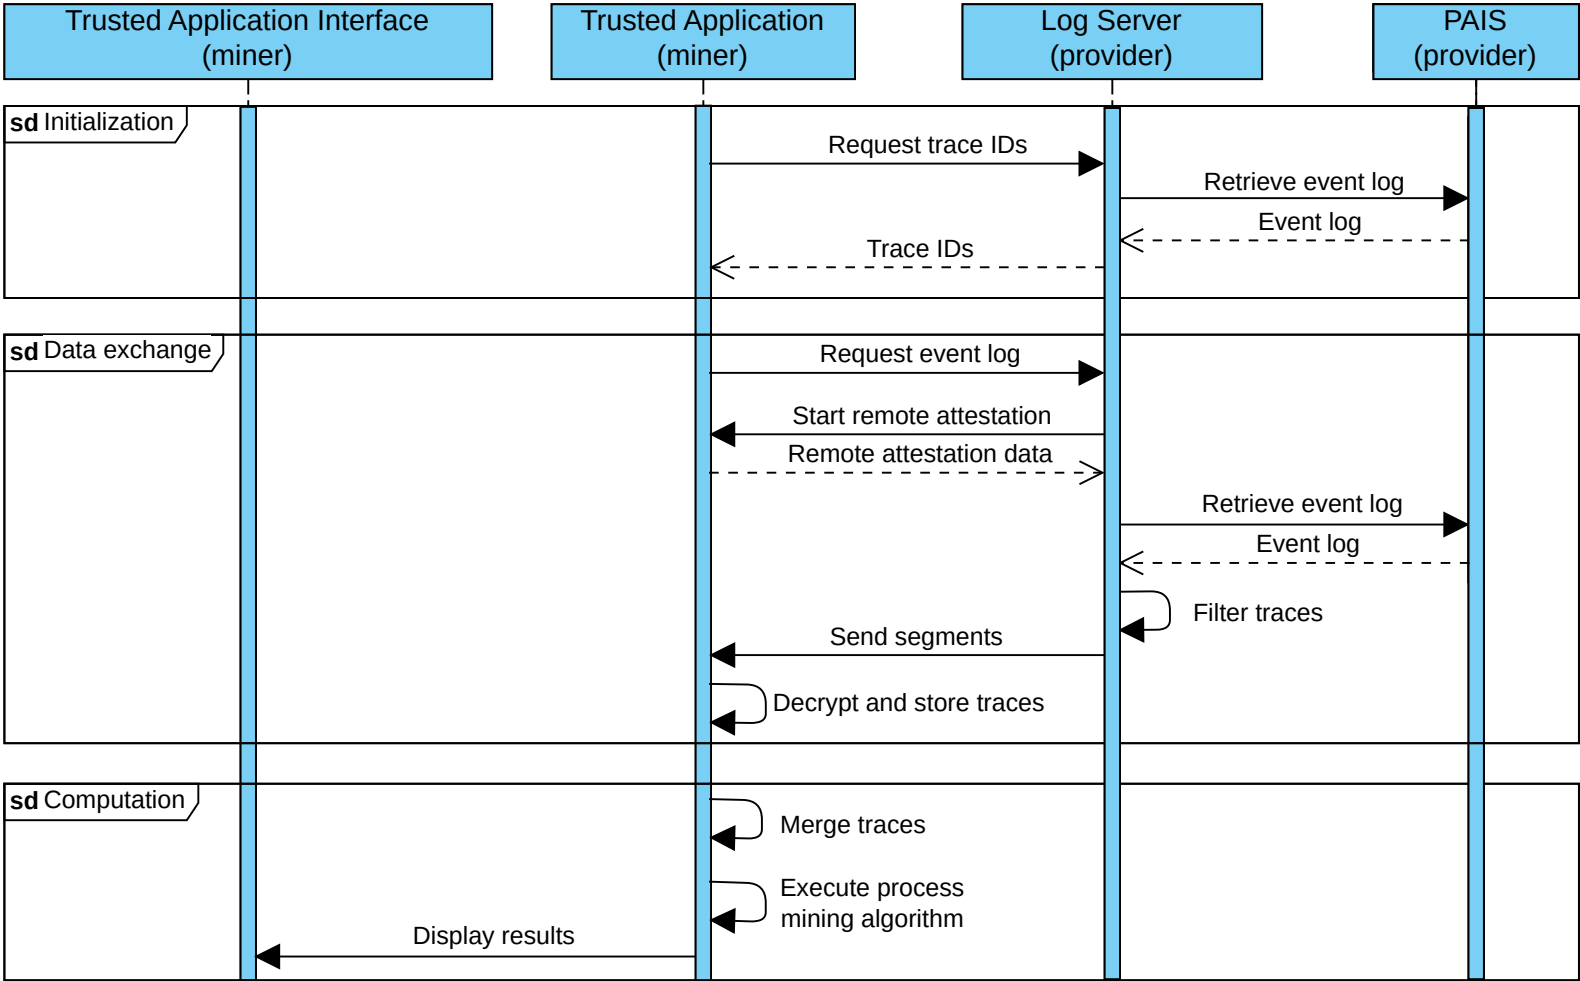 Trusted Application Interface
(miner)
Trusted Application
(miner)
Log Server
(provider)
PAIS
(provider)
sd Initialization
Request trace IDs
Retrieve event log
Event log
Trace IDs
sd Data exchange
Request event log
Start remote attestation
Remote attestation data
Retrieve event log
Event log
Filter traces
Send segments
Decrypt and store traces
sd Computation
Merge traces
Execute process
mining algorithm
Display results